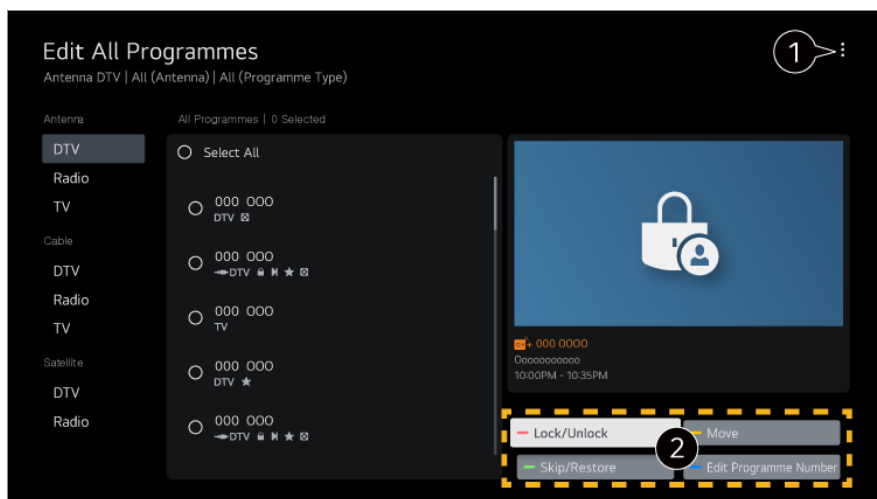 Edit All Programmes
Antenna DTV | All (Antenna) | All (Programme Type)
1
Antenna
DTV
Radio
TV
Cable
DTV
Radio
TV
Satellite
DTV
Radio
All Programmes | 0 Selected
Select All
000 000
DTV
000 000
DTV
000 000
TV
000 000
DTV
000 000
DTV
CH+ 000 0000
Oooooooooooo
10:00PM - 10:35PM
Lock/Unlock
Move
2
Skip/Restore
Edit Programme Number